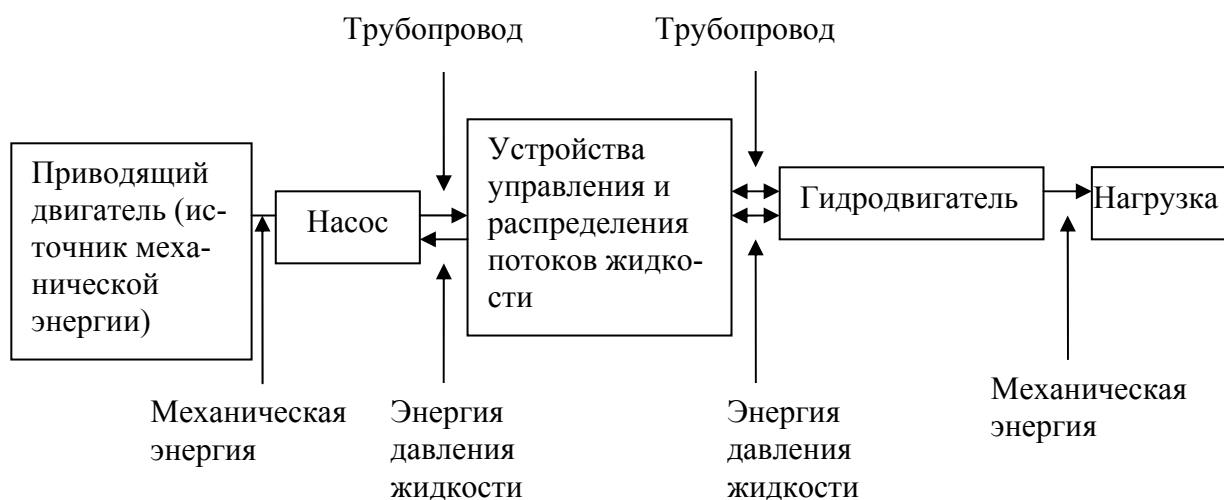 Трубопровод
Трубопровод
Приводящий
двигатель (ис-
точник меха-
нической
энергии)
Насос
Устройства
управления и
распределения
потоков жидко-
сти
Гидродвигатель
Нагрузка
Механическая
энергия
Энергия
давления
жидкости
Энергия
давления
жидкости
Механическая
энергия